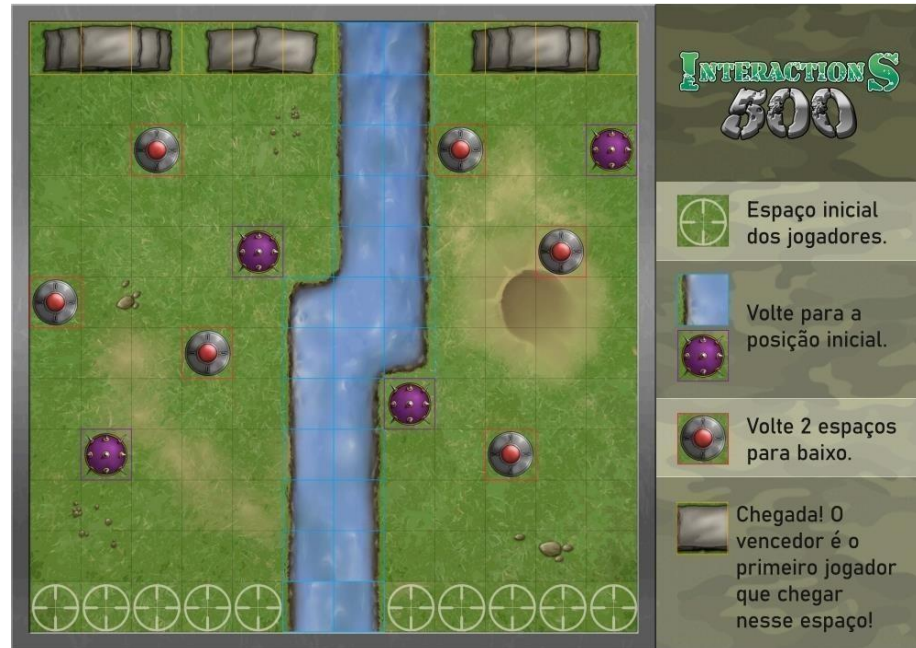 INTERACTIONS
500
Espaço inicial
dos jogadores.
Volte para a
posição inicial.
Volte 2 espaços
para baixo.
Chegada! O
vencedor é o
primeiro jogador
que chegar
nesse espaço!